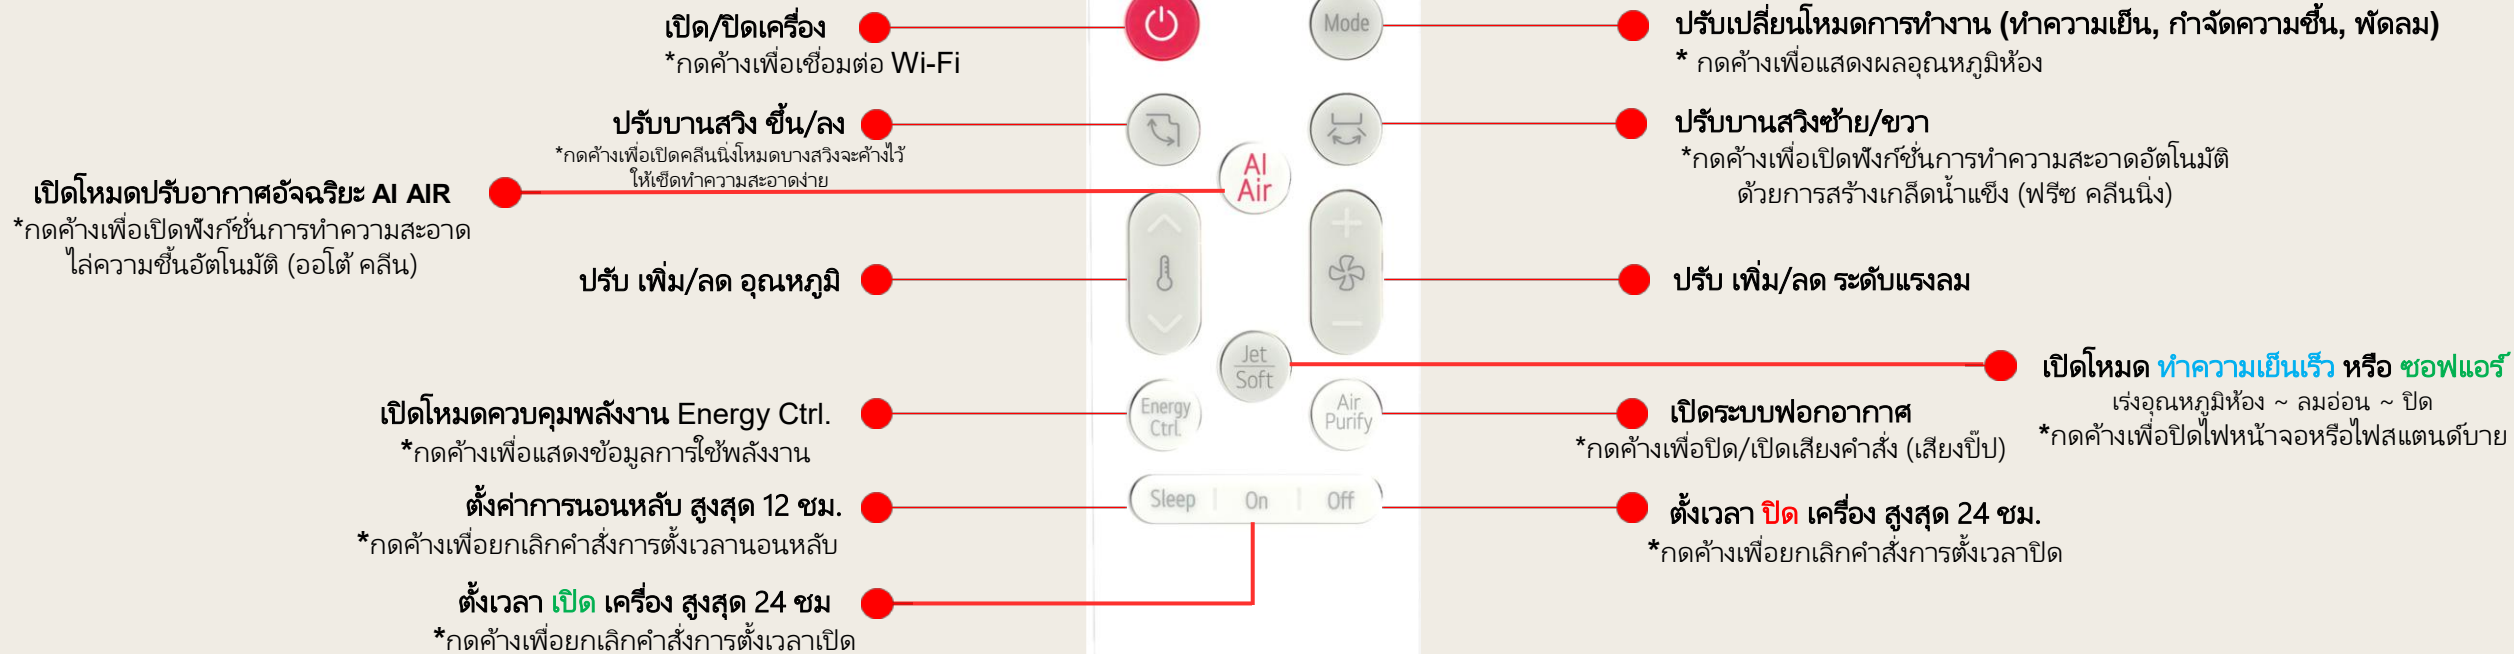 เปิด/ปิดเครื่อง
*กดค้างเพื่อเชื่อมต่อ Wi-Fi
ปรับบานสวิง ขึ้น/ลง
*กดค้างเพื่อเปิดคลีนนิ่งโหมดบางสวิงจะค้างไว้
ให้เช็ดทำความสะอาดง่าย
เปิดโหมดปรับอากาศอัจฉริยะ AI AIR
*กดค้างเพื่อเปิดฟังก์ชั่นการทำความสะอาด
ไล่ความชื้นอัตโนมัติ (ออโต้ คลีน)
ปรับ เพิ่ม/ลด อุณหภูมิ
เปิดโหมดควบคุมพลังงาน Energy Ctrl.
*กดค้างเพื่อแสดงข้อมูลการใช้พลังงาน
ตั้งค่าการนอนหลับ สูงสุด 12 ชม.
*กดค้างเพื่อยกเลิกคำสั่งการตั้งเวลานอนหลับ
ตั้งเวลา เปิด เครื่อง สูงสุด 24 ชม
*กดค้างเพื่อยกเลิกคำสั่งการตั้งเวลาเปิด
Mode
AI
Air
Jet
Soft
Energy
Ctrl.
Air
Purify
Sleep
On
Off
ปรับเปลี่ยนโหมดการทำงาน (ทำความเย็น, กำจัดความชื้น, พัดลม)
* กดค้างเพื่อแสดงผลอุณหภูมิห้อง
ปรับบานสวิงซ้าย/ขวา
*กดค้างเพื่อเปิดฟังก์ชั่นการทำความสะอาดอัตโนมัติ
ด้วยการสร้างเกล็ดน้ำแข็ง (ฟรีซ คลีนนิ่ง)
ปรับ เพิ่ม/ลด ระดับแรงลม
เปิดโหมด ทำความเย็นเร็ว หรือ ซอฟแอร์
เร่งอุณหภูมิห้อง ~ ลมอ่อน ~ ปิด
*กดค้างเพื่อปิดไฟหน้าจอหรือไฟสแตนด์บาย
เปิดระบบฟอกอากาศ
*กดค้างเพื่อปิด/เปิดเสียงคำสั่ง (เสียงปิ๊ป)
ตั้งเวลา ปิด เครื่อง สูงสุด 24 ชม.
*กดค้างเพื่อยกเลิกคำสั่งการตั้งเวลาปิด